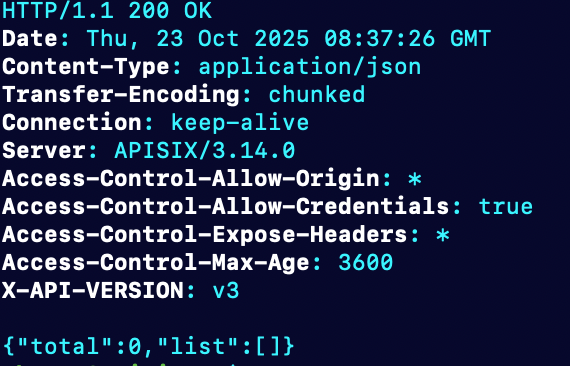 HTTP/1.1 200 OK
Date: Thu, 23 Oct 2025 08:37:26 GMT
Content-Type: application/json
Transfer-Encoding: chunked
Connection: keep-alive
Server: APISIX/3.14.0
Access-Control-Allow-Origin: *
Access-Control-Allow-Credentials: true
Access-Control-Expose-Headers: *
Access-Control-Max-Age: 3600
X-API-VERSION: v3

{"total":0,"list":[]}